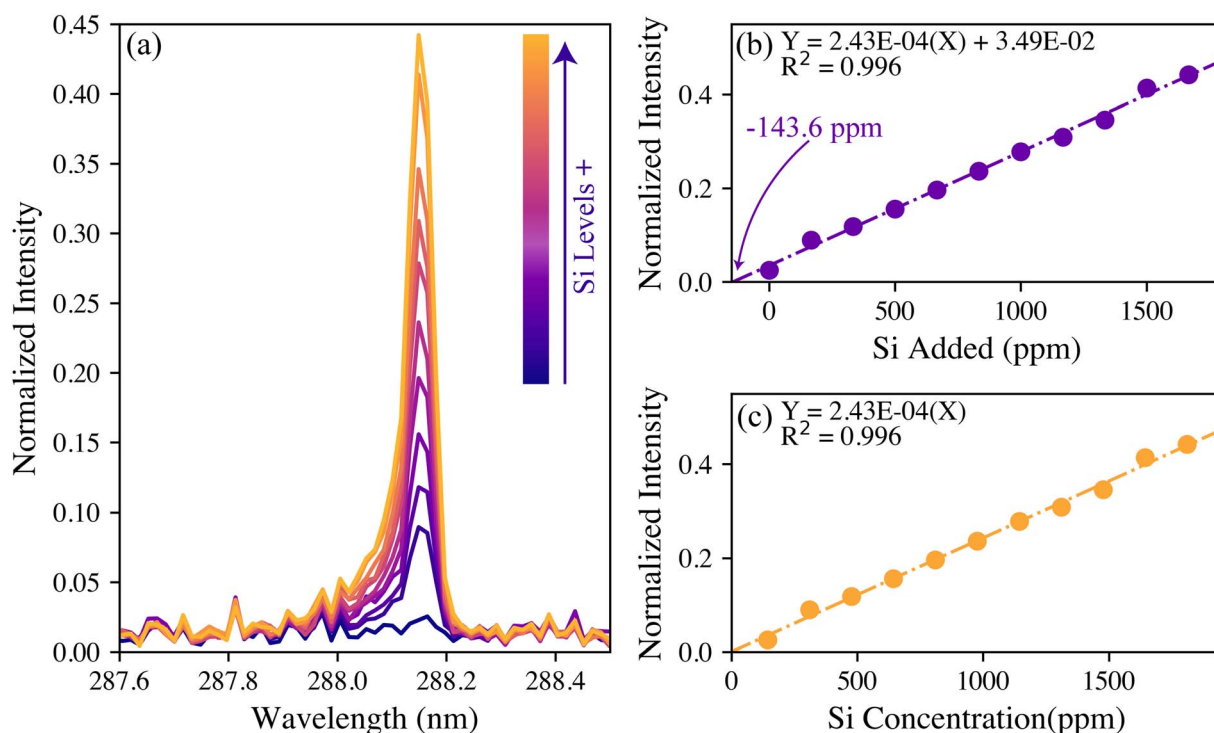 (a)
Normalized Intensity
0.45
0.40
0.35
0.30
0.25
0.20
0.15
0.10
0.05
0.00
287.6
287.8
288.0
288.2
288.4
Wavelength (nm)
Si Levels +
(b)
Y = 2.43E-04(X) + 3.49E-02
R² = 0.996
-143.6 ppm
Normalized Intensity
0.4
0.2
0.0
0
500
1000
1500
Si Added (ppm)
(c)
Y = 2.43E-04(X)
R² = 0.996
Normalized Intensity
0.4
0.2
0.0
0
500
1000
1500
Si Concentration(ppm)